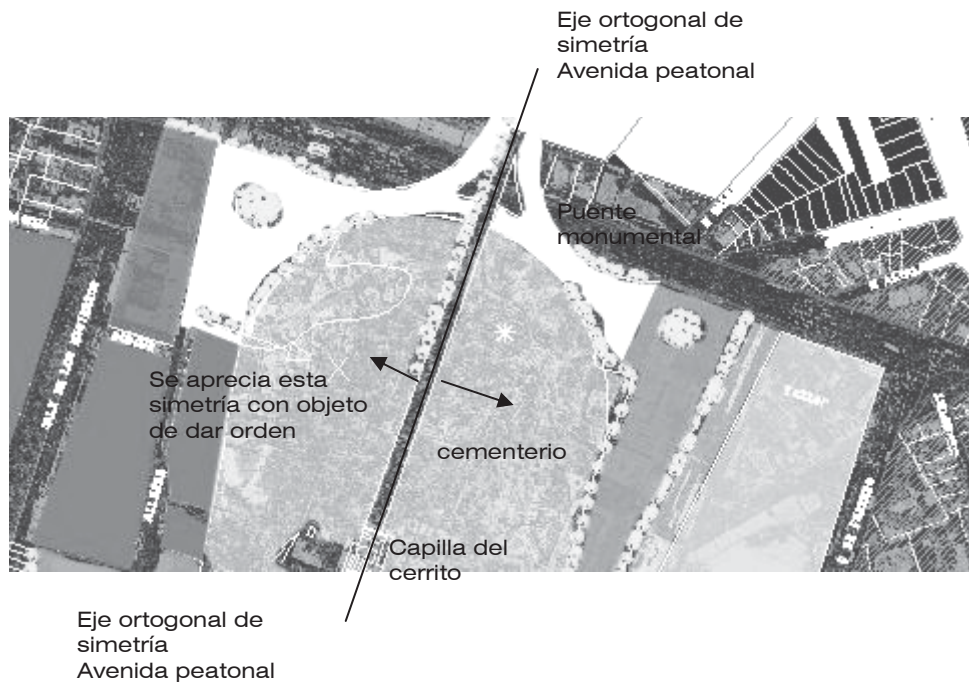 Eje ortogonal de
simetría
Avenida peatonal
Puente
monumental
Se aprecia esta
simetría con objeto
de dar orden
cementerio
Capilla del
cerrito
Eje ortogonal de
simetría
Avenida peatonal